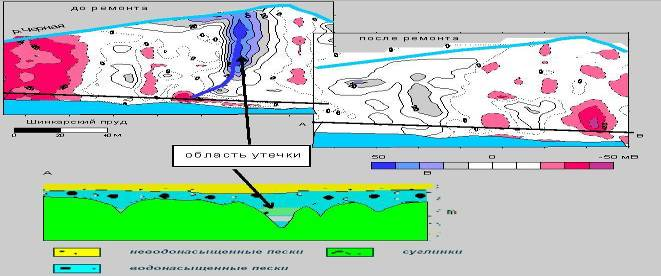 до ремонта
р.Черная
после ремонта
Шинкарский пруд
0 20 40 м
А
В
область утечки
50 0 -50 мВ
А
В
м
неводонасыщенные пески
суглинки
водонасыщенные пески